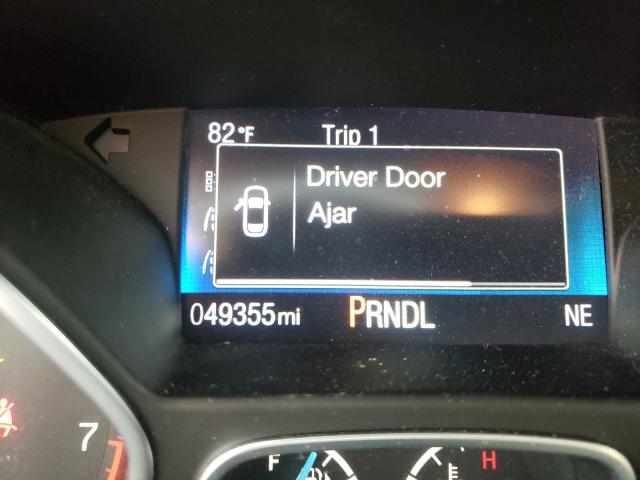 82°F Trip 1
Driver Door
Ajar
049355mi PRNDL NE
7
F H